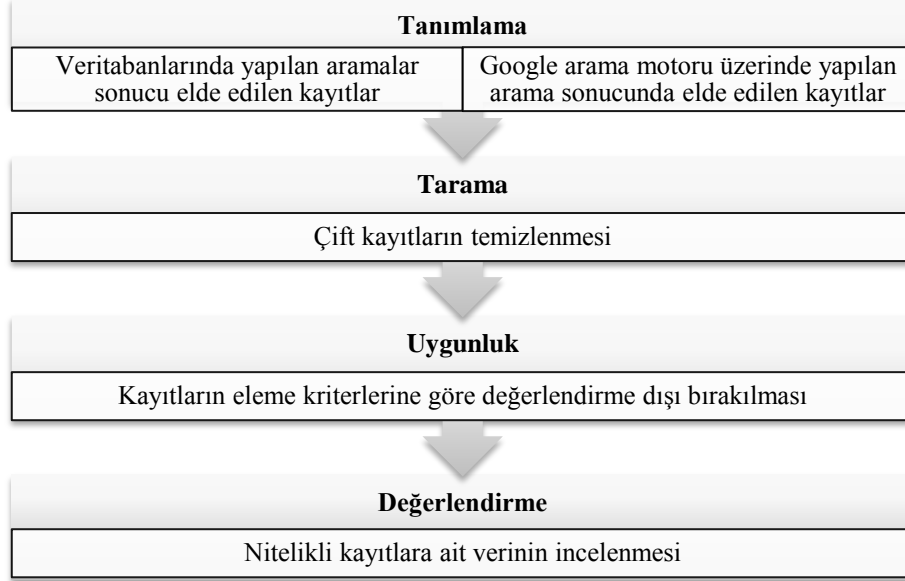 Tanımlama
Veritabanlarında yapılan aramalar
sonucu elde edilen kayıtlar
Google arama motoru üzerinde yapılan
arama sonucunda elde edilen kayıtlar
Tarama
Çift kayıtların temizlenmesi
Uygunluk
Kayıtların eleme kriterlerine göre değerlendirme dışı bırakılması
Değerlendirme
Nitelikli kayıtlara ait verinin incelenmesi